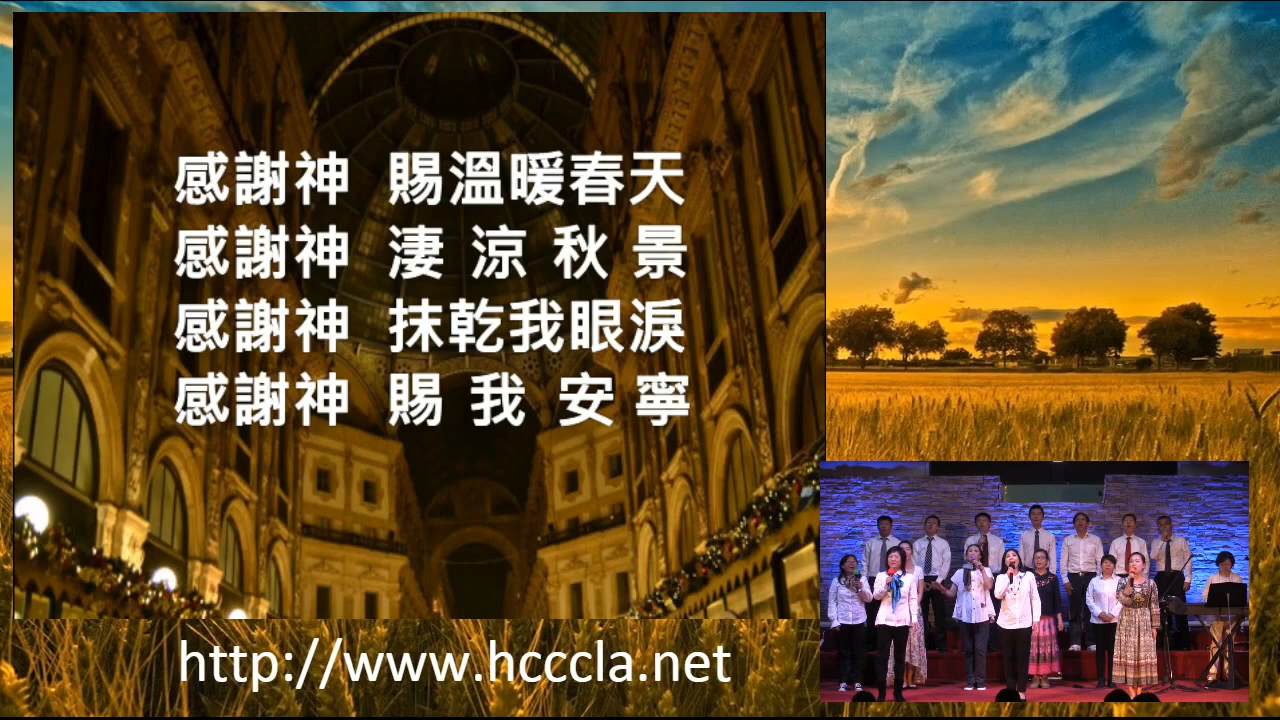 感謝神 賜溫暖春天
感謝神 淒涼秋景
感謝神 抹乾我眼淚
感謝神 賜我安寧
http://www.hcccla.net